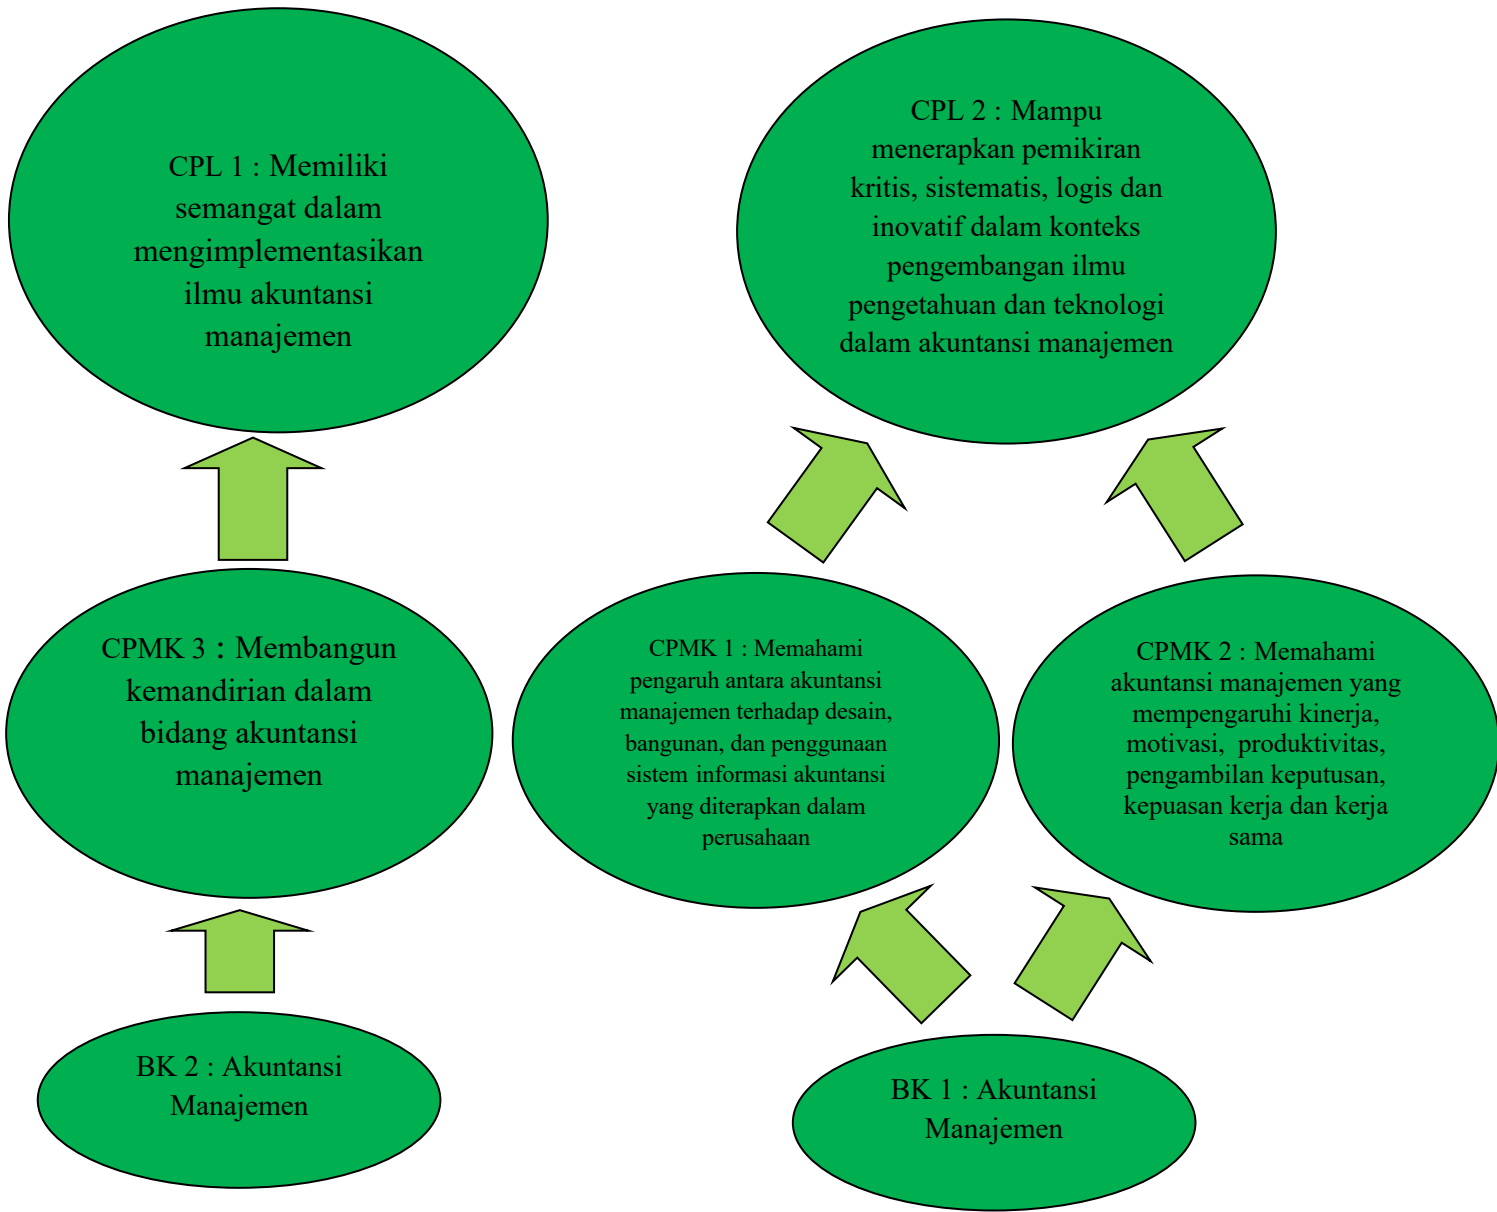 CPL 1 : Memiliki
semangat dalam
mengimplementasikan
ilmu akuntansi
manajemen
CPL 2 : Mampu
menerapkan pemikiran
kritis, sistematis, logis dan
inovatif dalam konteks
pengembangan ilmu
pengetahuan dan teknologi
dalam akuntansi manajemen
CPMK 3 : Membangun
kemandirian dalam
bidang akuntansi
manajemen
CPMK 1 : Memahami
pengaruh antara akuntansi
manajemen terhadap desain,
bangunan, dan penggunaan
sistem informasi akuntansi
yang diterapkan dalam
perusahaan
CPMK 2 : Memahami
akuntansi manajemen yang
mempengaruhi kinerja,
motivasi, produktivitas,
pengambilan keputusan,
kepuasan kerja dan kerja
sama
BK 2 : Akuntansi
Manajemen
BK 1 : Akuntansi
Manajemen